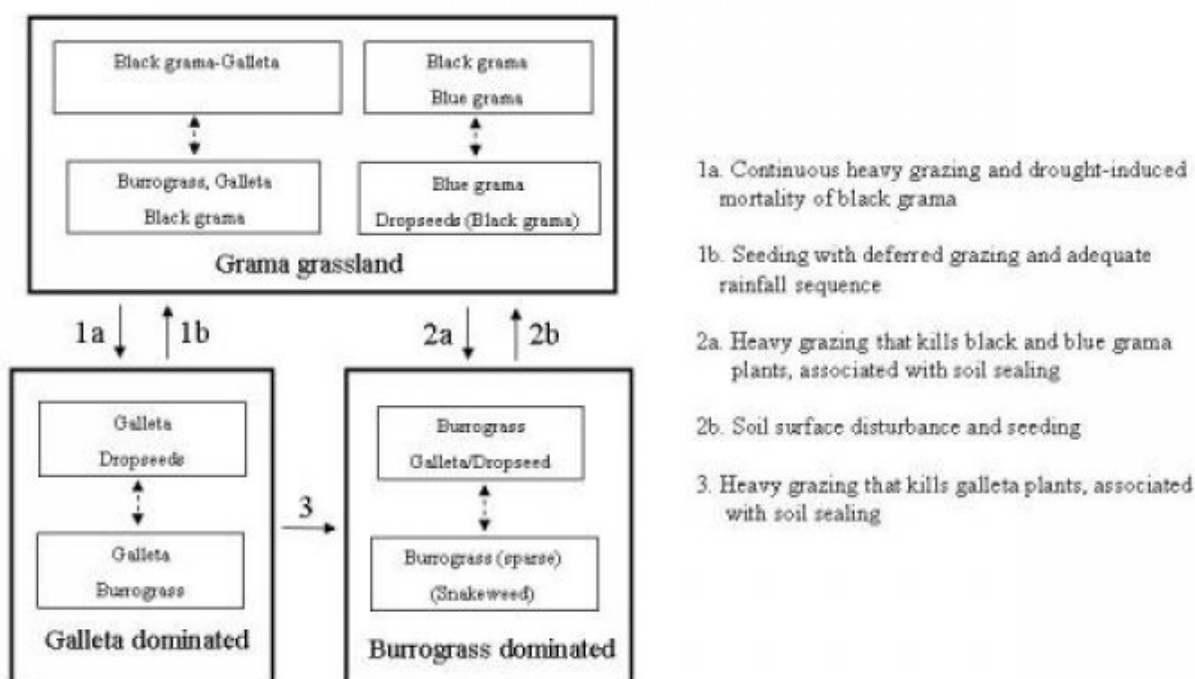 Black grama-Galleta
Black grama
Blue grama
Burrograss, Galleta
Black grama
Blue grama
Dropseeds (Black grama)
Grama grassland
1a
1b
2a
2b
Galleta
Dropseeds
Galleta
Burrograss
Galleta dominated
3
Burrograss
Galleta/Dropseed
Burrograss (sparse)
(Snakeweed)
Burrograss dominated
1a. Continuous heavy grazing and drought-induced
mortality of black grama
1b. Seeding with deferred grazing and adequate
rainfall sequence
2a. Heavy grazing that kills black and blue grama
plants, associated with soil sealing
2b. Soil surface disturbance and seeding
3. Heavy grazing that kills galleta plants, associated
with soil sealing